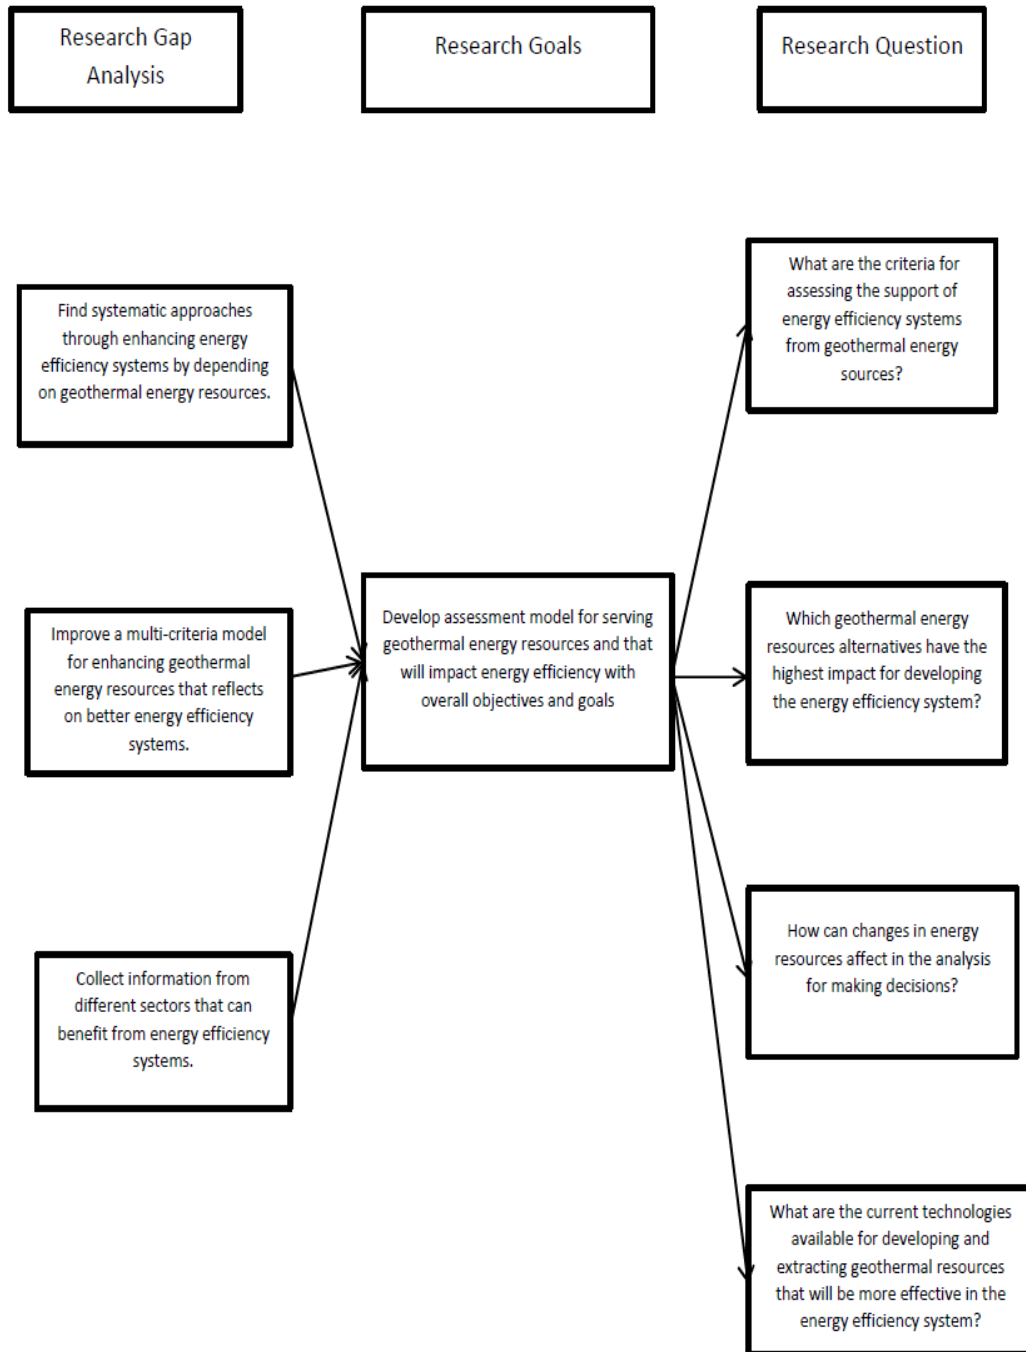 Research Gap
Analysis
Research Goals
Research Question
Find systematic approaches
through enhancing energy
efficiency systems by depending
on geothermal energy resources.
Improve a multi-criteria model
for enhancing geothermal
energy resources that reflects
on better energy efficiency
systems.
Collect information from
different sectors that can
benefit from energy efficiency
systems.
Develop assessment model for serving
geothermal energy resources and that
will impact energy efficiency with
overall objectives and goals
What are the criteria for
assessing the support of
energy efficiency systems
from geothermal energy
sources?
Which geothermal energy
resources alternatives have the
highest impact for developing
the energy efficiency system?
How can changes in energy
resources affect in the analysis
for making decisions?
What are the current technologies
available for developing and
extracting geothermal resources
that will be more effective in the
energy efficiency system?